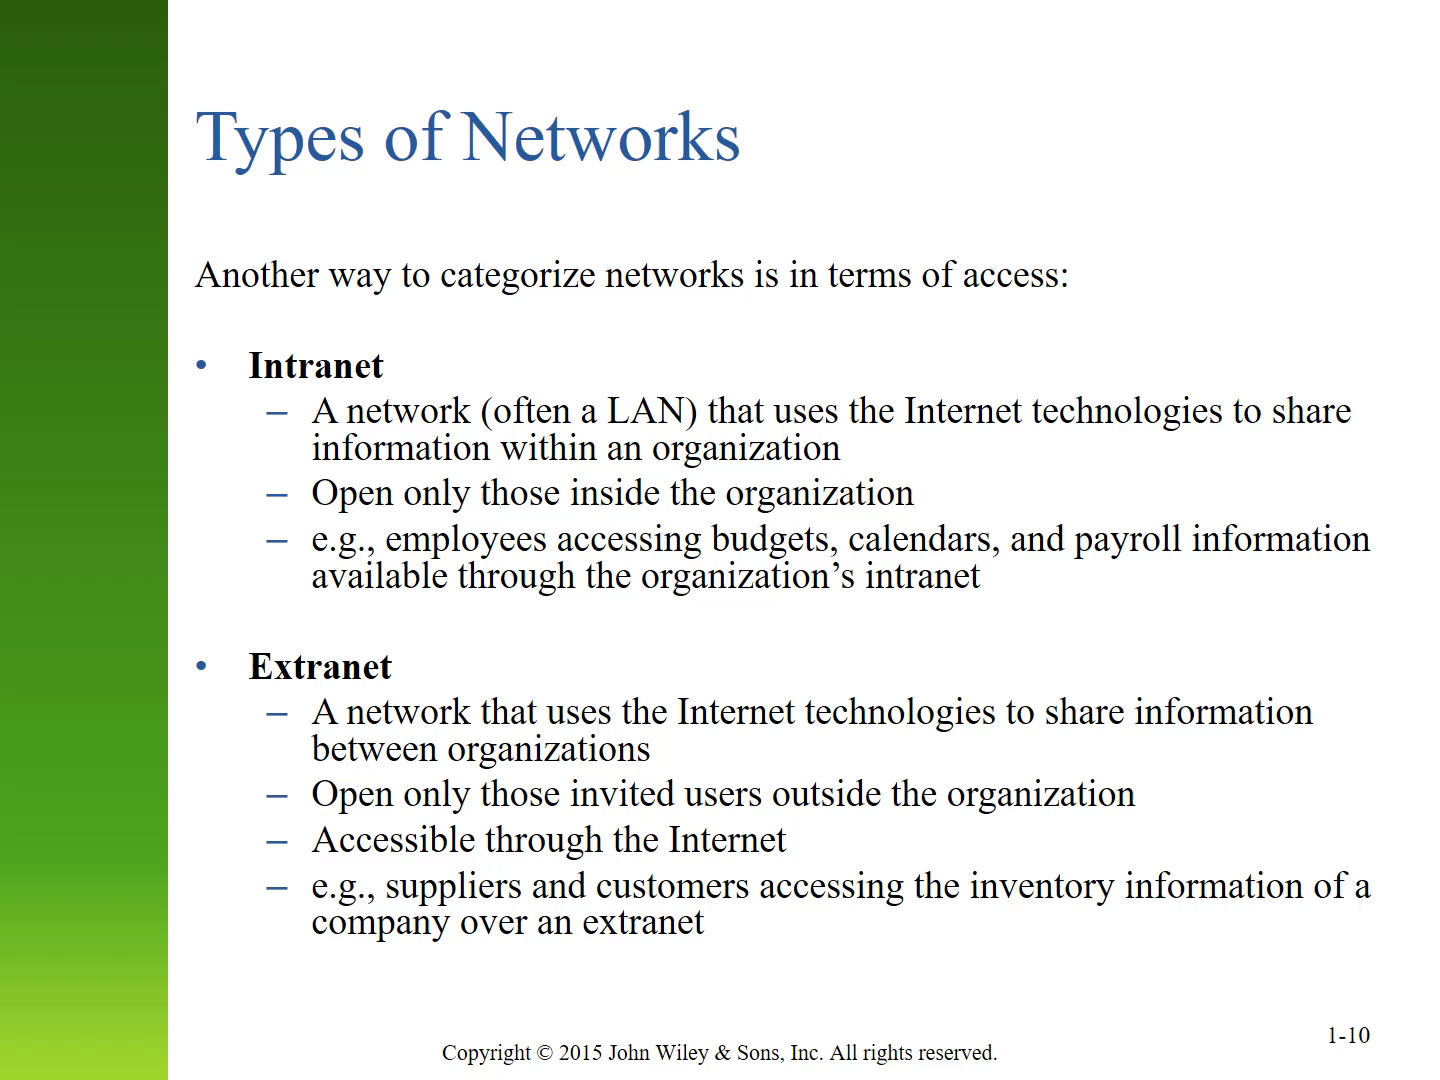 Types of Networks
Another way to categorize networks is in terms of access:
• Intranet
– A network (often a LAN) that uses the Internet technologies to share
information within an organization
– Open only those inside the organization
– e.g., employees accessing budgets, calendars, and payroll information
available through the organization’s intranet
• Extranet
– A network that uses the Internet technologies to share information
between organizations
– Open only those invited users outside the organization
– Accessible through the Internet
– e.g., suppliers and customers accessing the inventory information of a
company over an extranet
1-10
Copyright © 2015 John Wiley & Sons, Inc. All rights reserved.